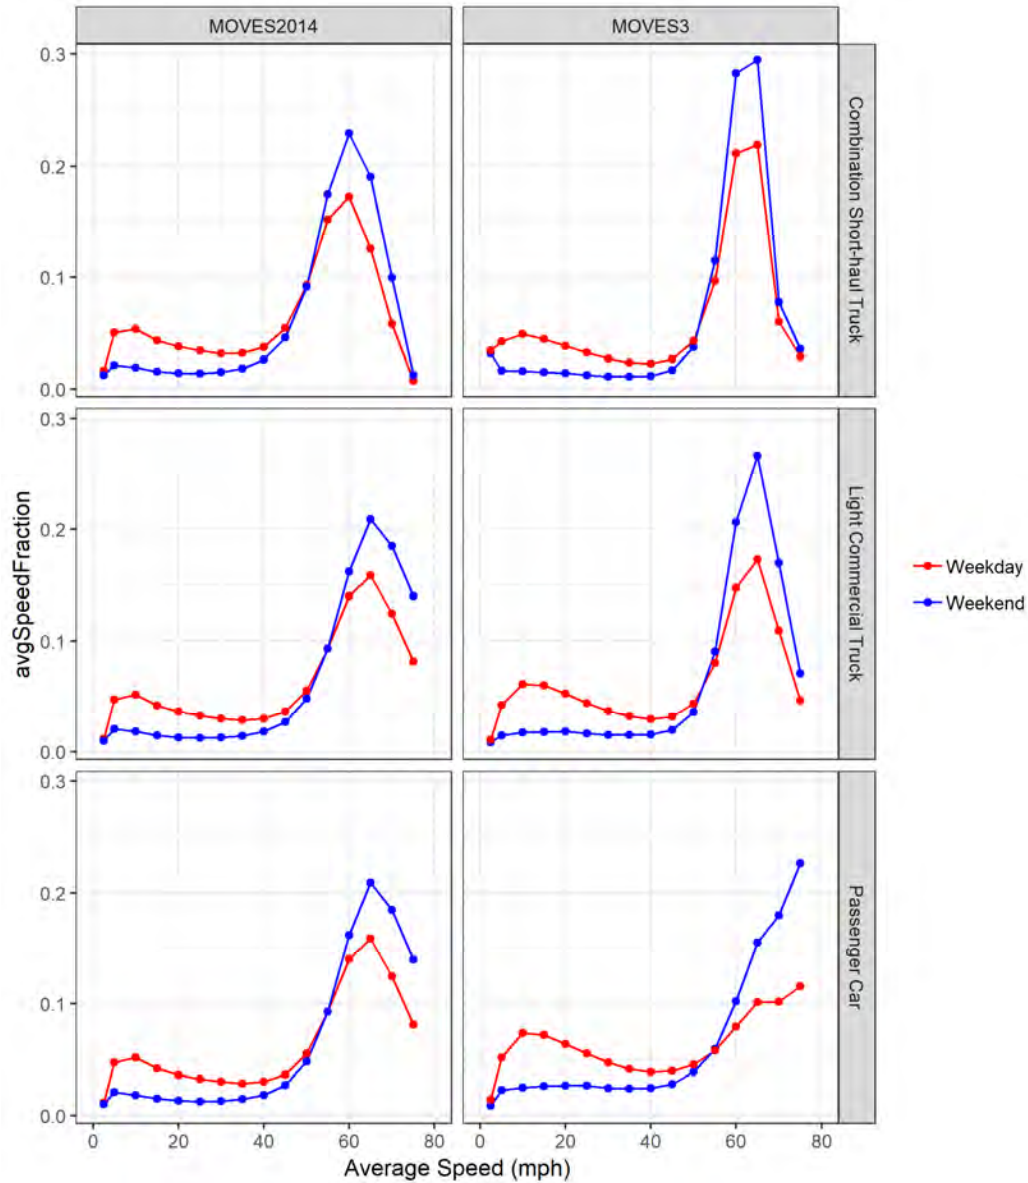 MOVES2014 MOVES3
0.3
0.2
0.1
0.0
Combination Short-haul Truck
0.3
0.2
0.1
0.0
Light Commercial Truck
0.3
0.2
0.1
0.0
Passenger Car
avgSpeedFraction
Weekday
Weekend
0 20 40 60 80 0 20 40 60 80
Average Speed (mph)